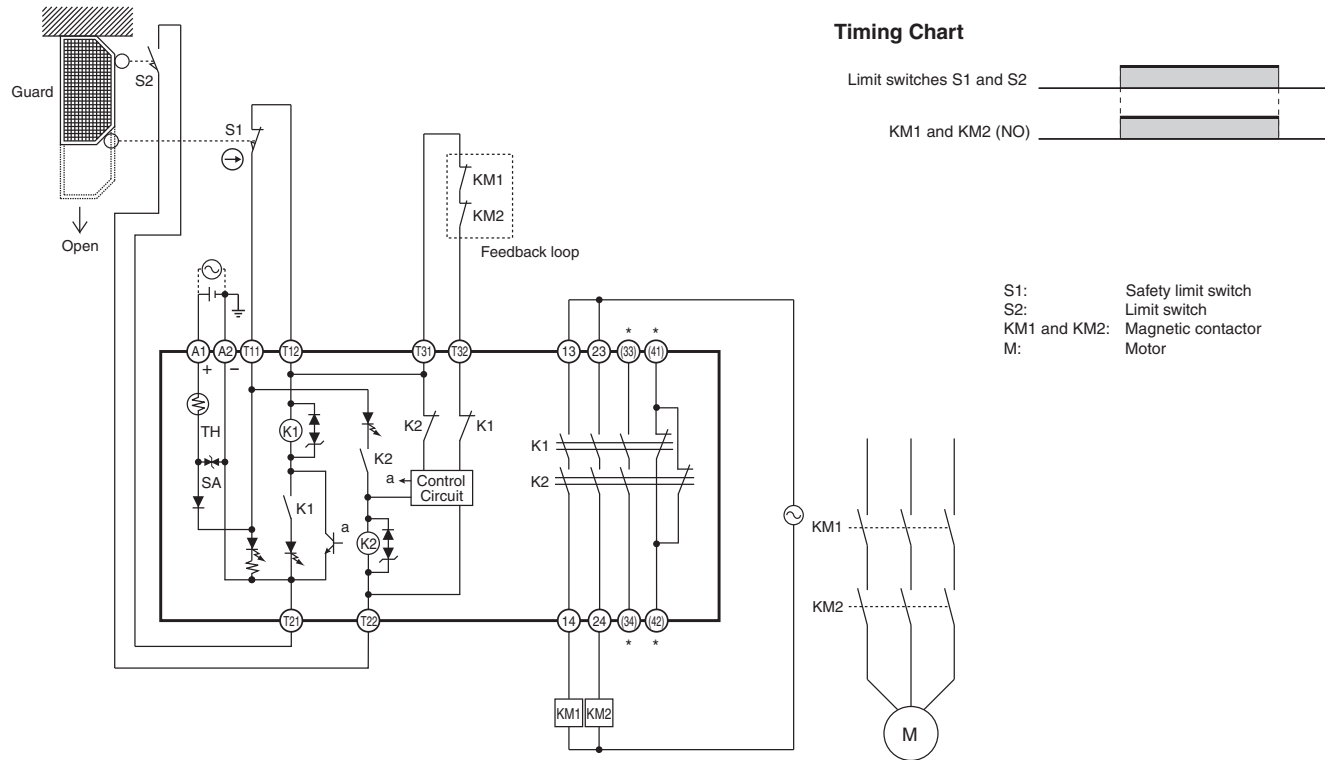 Timing Chart
Limit switches S1 and S2
KM1 and KM2 (NO)
Guard
S2
S1
Open
KM1
KM2
Feedback loop
S1: Safety limit switch
S2: Limit switch
KM1 and KM2: Magnetic contactor
M: Motor
* *
A1 A2 T11 T12 T31 T32 13 23 (33) (41)
+ −
TH
SA
K1
K1
K2
K2
a
a
K2 K1
Control
Circuit
K1
K2
KM1
KM2
T21 T22 14 24 (34) (42)
* *
KM1 KM2
M